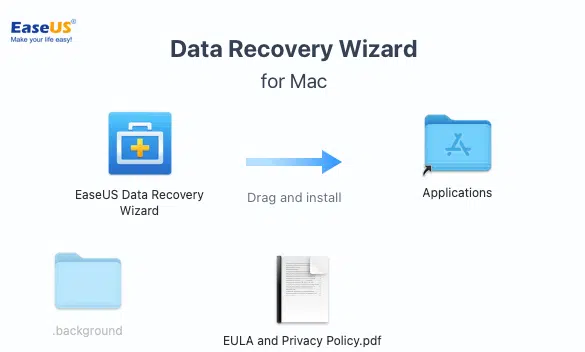 EaseUS®
Make your life easy!
Data Recovery Wizard
for Mac
EaseUS Data Recovery
Wizard
Drag and install
Applications
.background
EULA and Privacy Policy.pdf